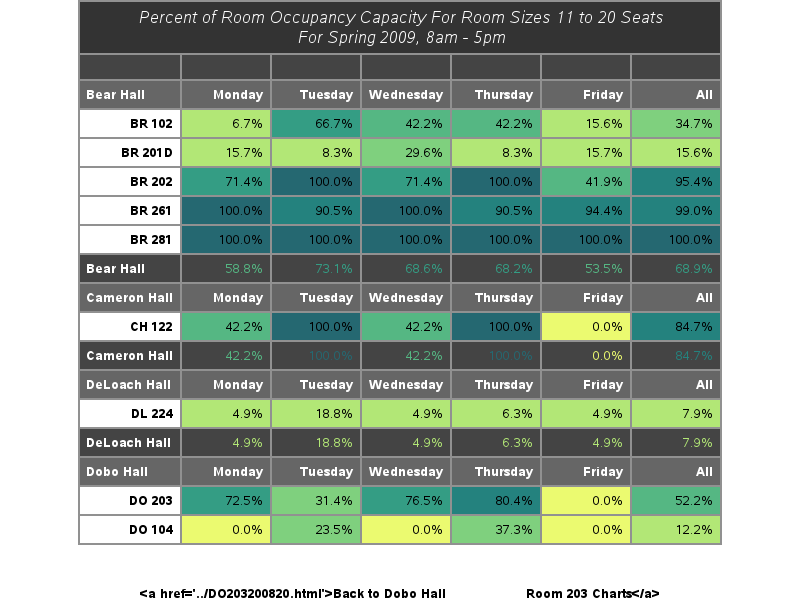 Percent of Room Occupancy Capacity For Room Sizes 11 to 20 Seats
For Spring 2009, 8am - 5pm
Bear Hall Monday Tuesday Wednesday Thursday Friday All
BR 102 6.7% 66.7% 42.2% 42.2% 15.6% 34.7%
BR 201D 15.7% 8.3% 29.6% 8.3% 15.7% 15.6%
BR 202 71.4% 100.0% 71.4% 100.0% 41.9% 95.4%
BR 261 100.0% 90.5% 100.0% 90.5% 94.4% 99.0%
BR 281 100.0% 100.0% 100.0% 100.0% 100.0% 100.0%
Bear Hall 58.8% 73.1% 68.6% 68.2% 53.5% 68.9%
Cameron Hall Monday Tuesday Wednesday Thursday Friday All
CH 122 42.2% 100.0% 42.2% 100.0% 0.0% 84.7%
Cameron Hall 42.2% 100.0% 42.2% 100.0% 0.0% 84.7%
DeLoach Hall Monday Tuesday Wednesday Thursday Friday All
DL 224 4.9% 18.8% 4.9% 6.3% 4.9% 7.9%
DeLoach Hall 4.9% 18.8% 4.9% 6.3% 4.9% 7.9%
Dobo Hall Monday Tuesday Wednesday Thursday Friday All
DO 203 72.5% 31.4% 76.5% 80.4% 0.0% 52.2%
DO 104 0.0% 23.5% 0.0% 37.3% 0.0% 12.2%
<a href='../DO203200820.html'>Back to Dobo Hall Room 203 Charts</a>